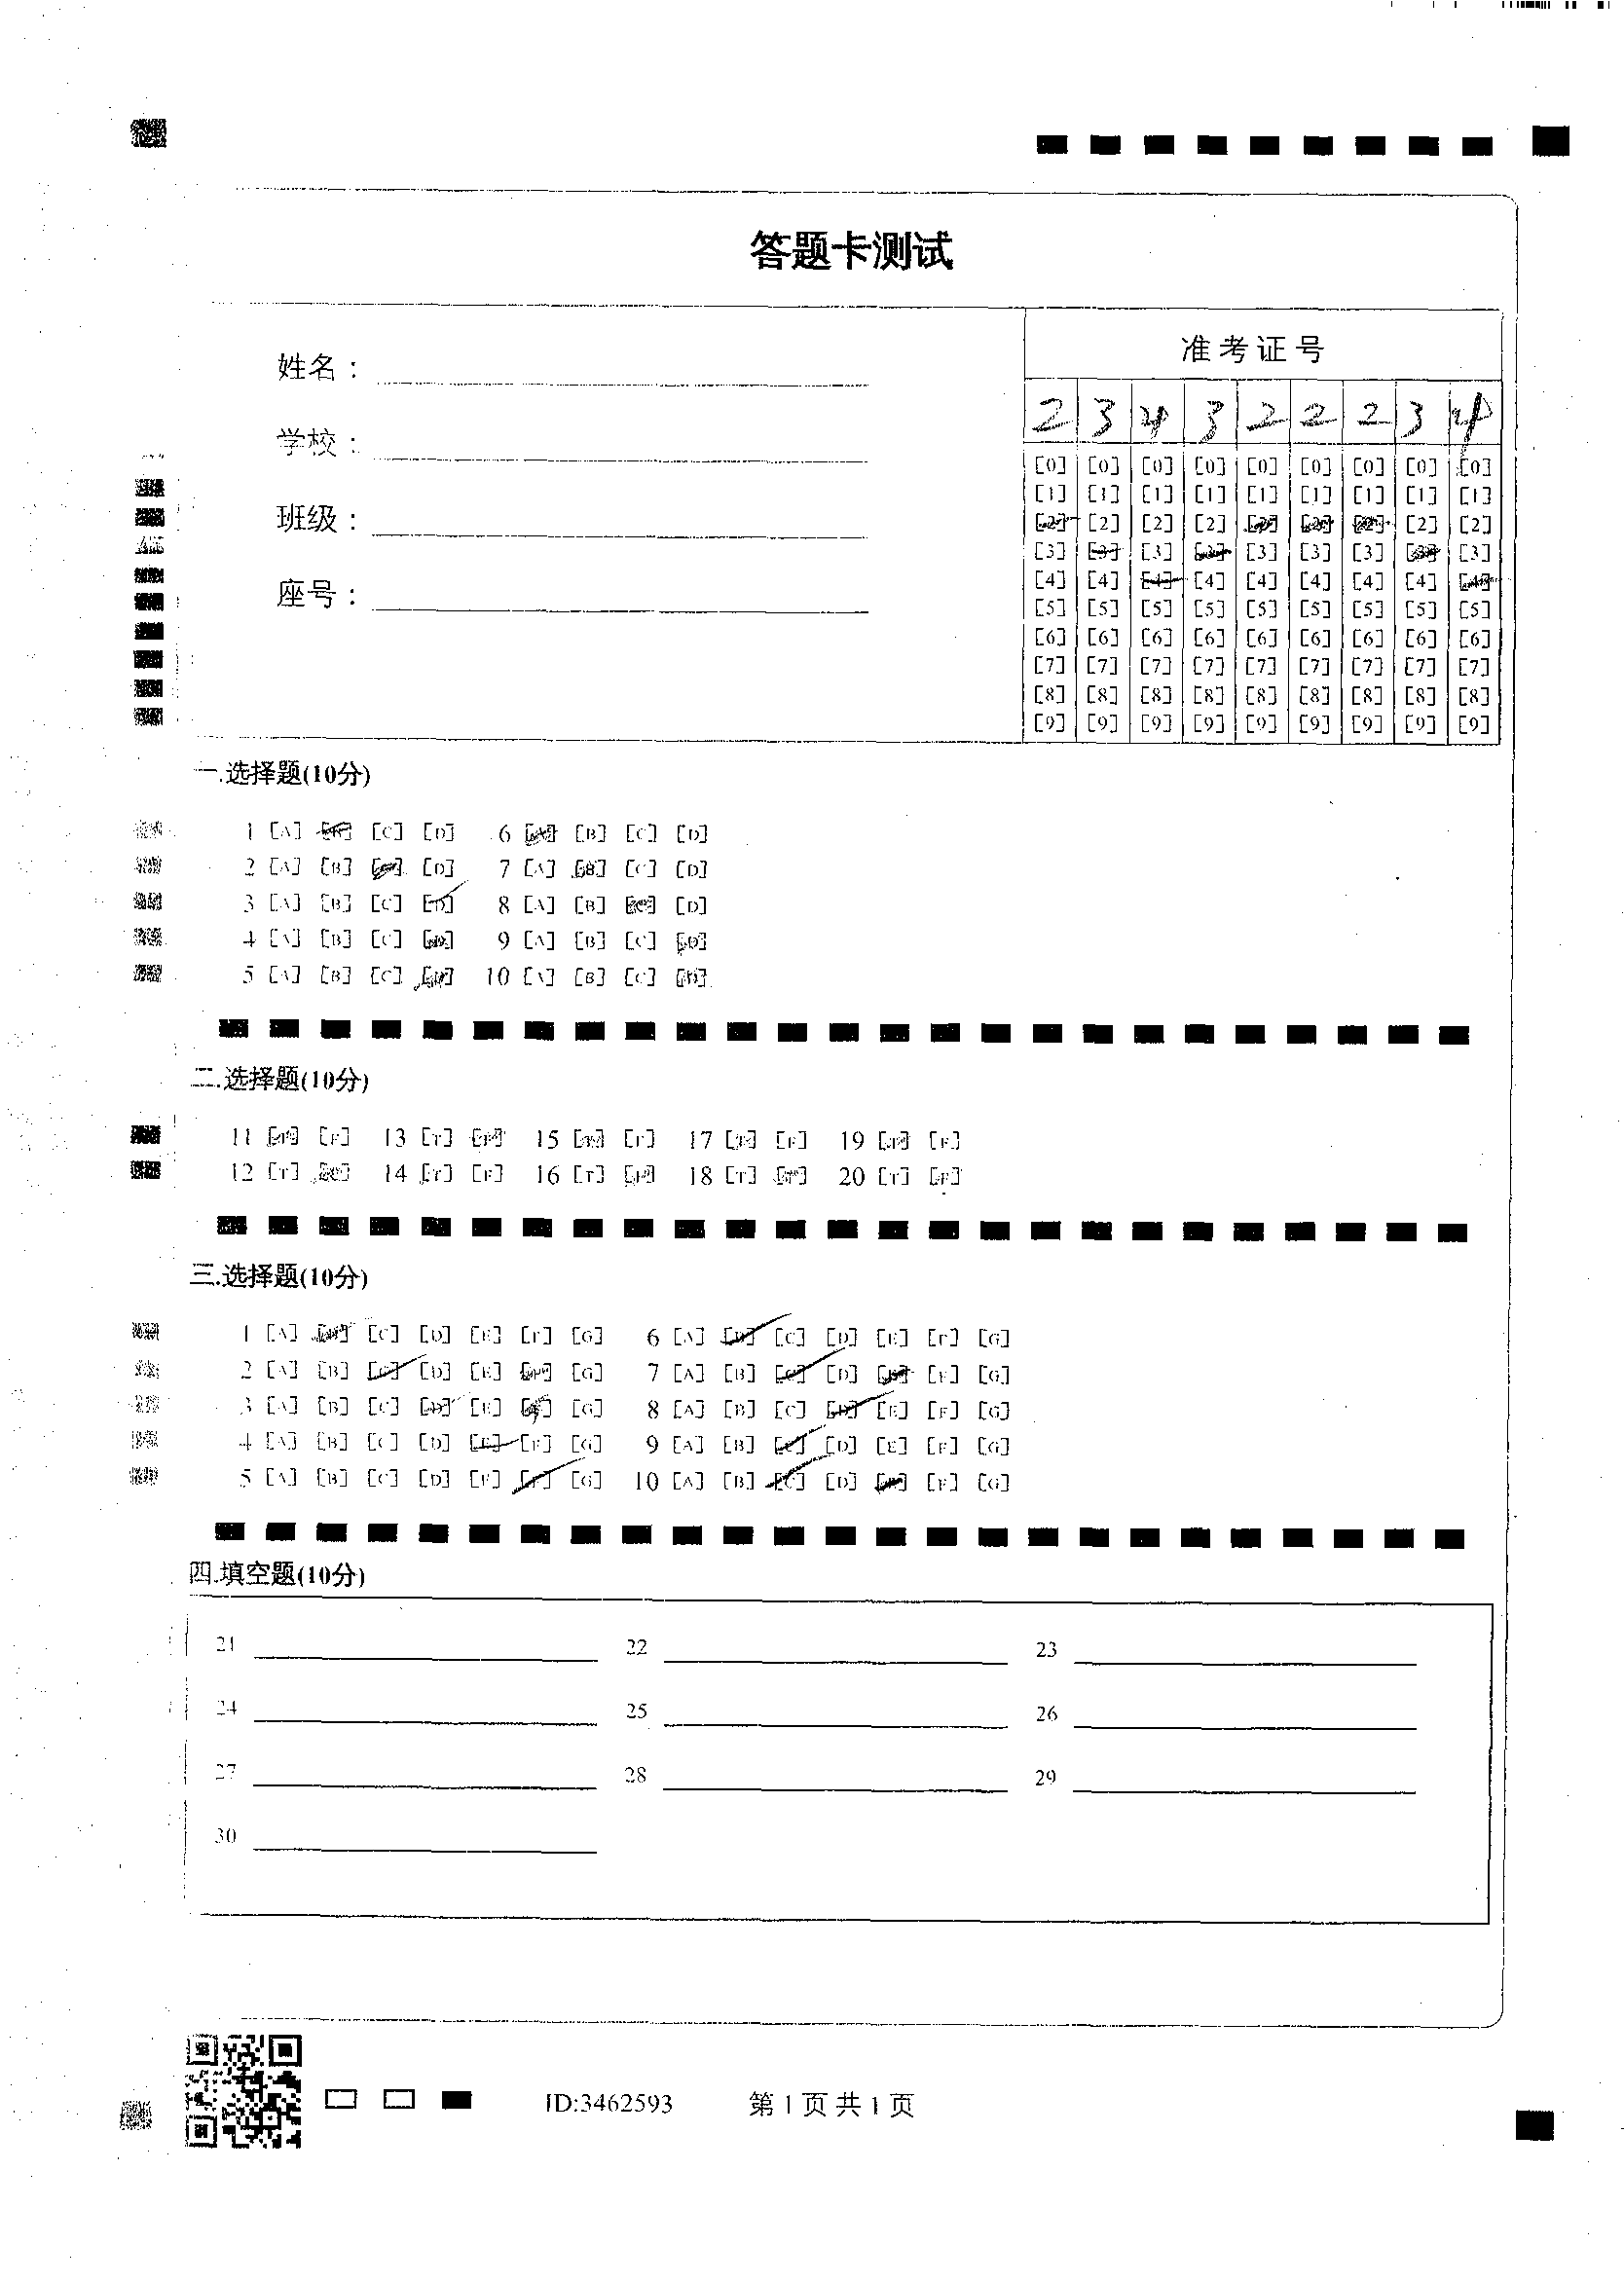 答题卡测试
姓名：
学校：
班级：
座号：
准考证号
2 3 4 3 2 2 2 3 4
[0] [0] [0] [0] [0] [0] [0] [0] [0]
[1] [1] [1] [1] [1] [1] [1] [1] [1]
[2] [2] [2] [2] [2] [2] [2] [2] [2]
[3] [3] [3] [3] [3] [3] [3] [3] [3]
[4] [4] [4] [4] [4] [4] [4] [4] [4]
[5] [5] [5] [5] [5] [5] [5] [5] [5]
[6] [6] [6] [6] [6] [6] [6] [6] [6]
[7] [7] [7] [7] [7] [7] [7] [7] [7]
[8] [8] [8] [8] [8] [8] [8] [8] [8]
[9] [9] [9] [9] [9] [9] [9] [9] [9]
一.选择题(10分)
1 [A] [B] [C] [D] 6 [A] [B] [C] [D]
2 [A] [B] [C] [D] 7 [A] [B] [C] [D]
3 [A] [B] [C] [D] 8 [A] [B] [C] [D]
4 [A] [B] [C] [D] 9 [A] [B] [C] [D]
5 [A] [B] [C] [D] 10 [A] [B] [C] [D]
二.选择题(10分)
11 [T] [F] 13 [T] [F] 15 [T] [F] 17 [T] [F] 19 [T] [F]
12 [T] [F] 14 [T] [F] 16 [T] [F] 18 [T] [F] 20 [T] [F]
三.选择题(10分)
1 [A] [B] [C] [D] [E] [F] [G] 6 [A] [B] [C] [D] [E] [F] [G]
2 [A] [B] [C] [D] [E] [F] [G] 7 [A] [B] [C] [D] [E] [F] [G]
3 [A] [B] [C] [D] [E] [F] [G] 8 [A] [B] [C] [D] [E] [F] [G]
4 [A] [B] [C] [D] [E] [F] [G] 9 [A] [B] [C] [D] [E] [F] [G]
5 [A] [B] [C] [D] [E] [F] [G] 10 [A] [B] [C] [D] [E] [F] [G]
四.填空题(10分)
21 22 23
24 25 26
27 28 29
30
ID:3462593 第1页共1页